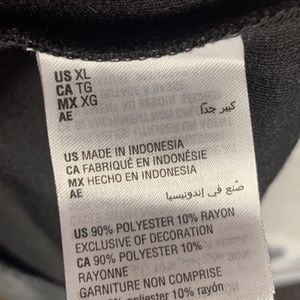 US XL
CA TG
MX XG
AE كبير جدًا
US MADE IN INDONESIA
CA FABRIQUÉ EN INDONÉSIE
MX HECHO EN INDONESIA
AE صنع في إندونيسيا
US 90% POLYESTER 10% RAYON
EXCLUSIVE OF DECORATION
CA 90% POLYESTER 10%
RAYONNE
GARNITURE NON COMPRISE
polyester 10% rayón